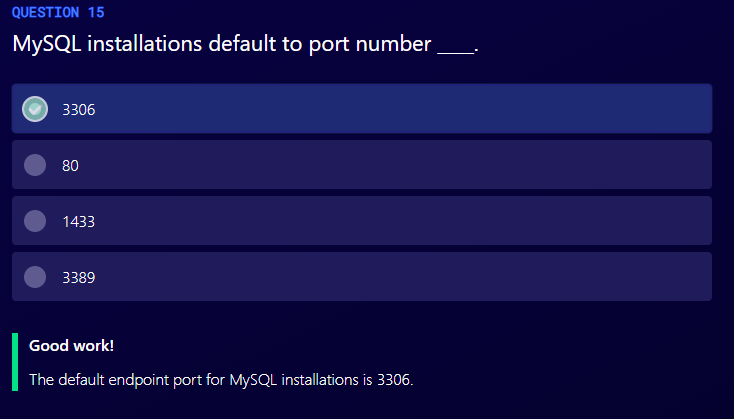 QUESTION 15
MySQL installations default to port number ____.
3306
80
1433
3389
Good work!
The default endpoint port for MySQL installations is 3306.